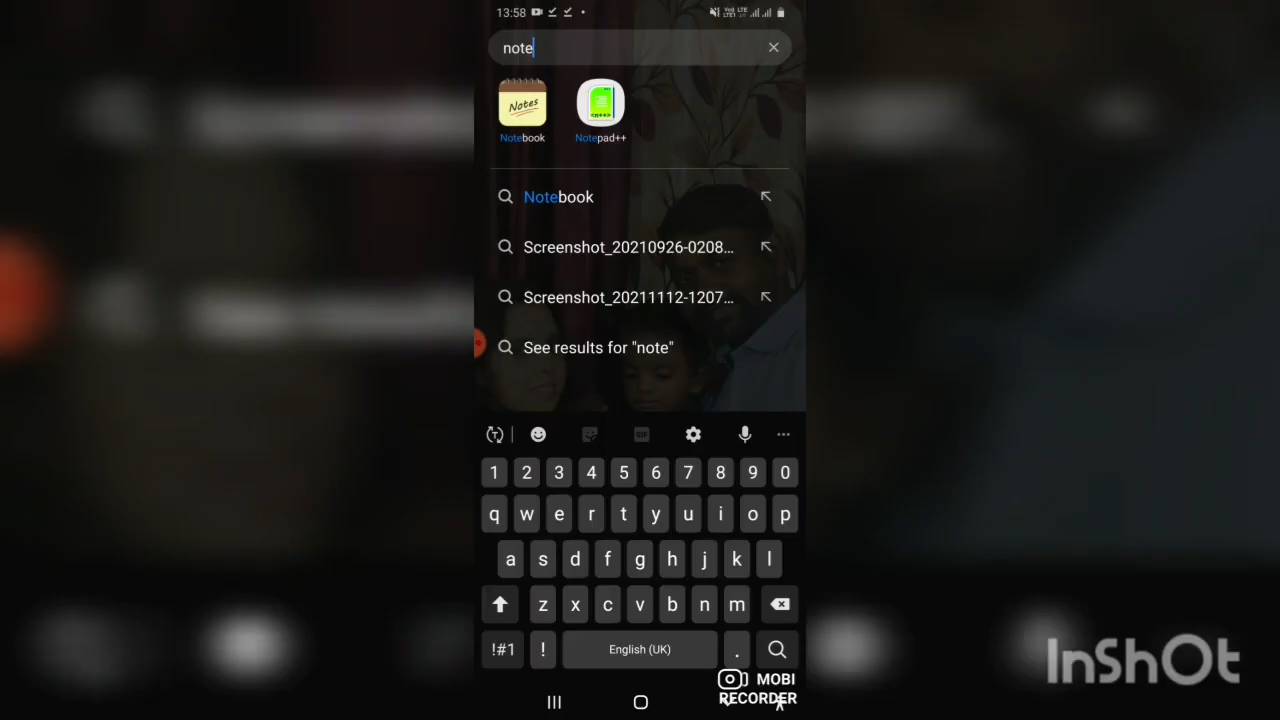 13:58
note
Notes
Notebook
Notepad++
Notebook
Screenshot_20210926-0208...
Screenshot_20211112-1207...
See results for "note"
GIF
1 2 3 4 5 6 7 8 9 0
q w e r t y u i o p
a s d f g h j k l
z x c v b n m
!#1 ! English (UK) .
MOBI
RECORDER
InShOt